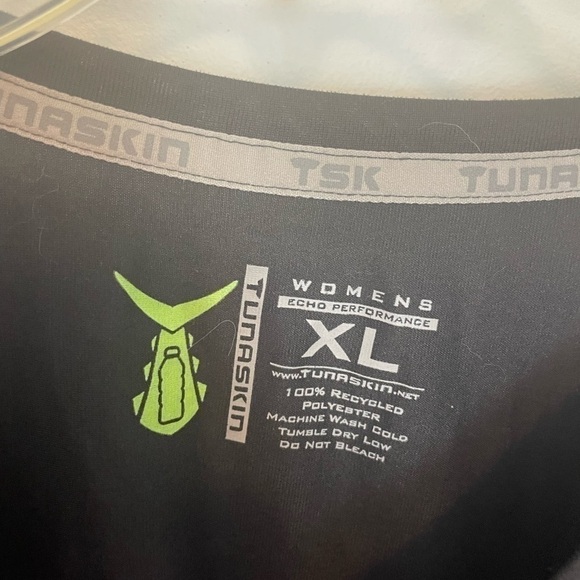 TUNASKIN TSK TUNA
TUNASKIN
WOMENS
ECHO PERFORMANCE
XL
WWW.TUNASKIN.NET
100% RECYCLED
POLYESTER
MACHINE WASH COLD
TUMBLE DRY LOW
DO NOT BLEACH